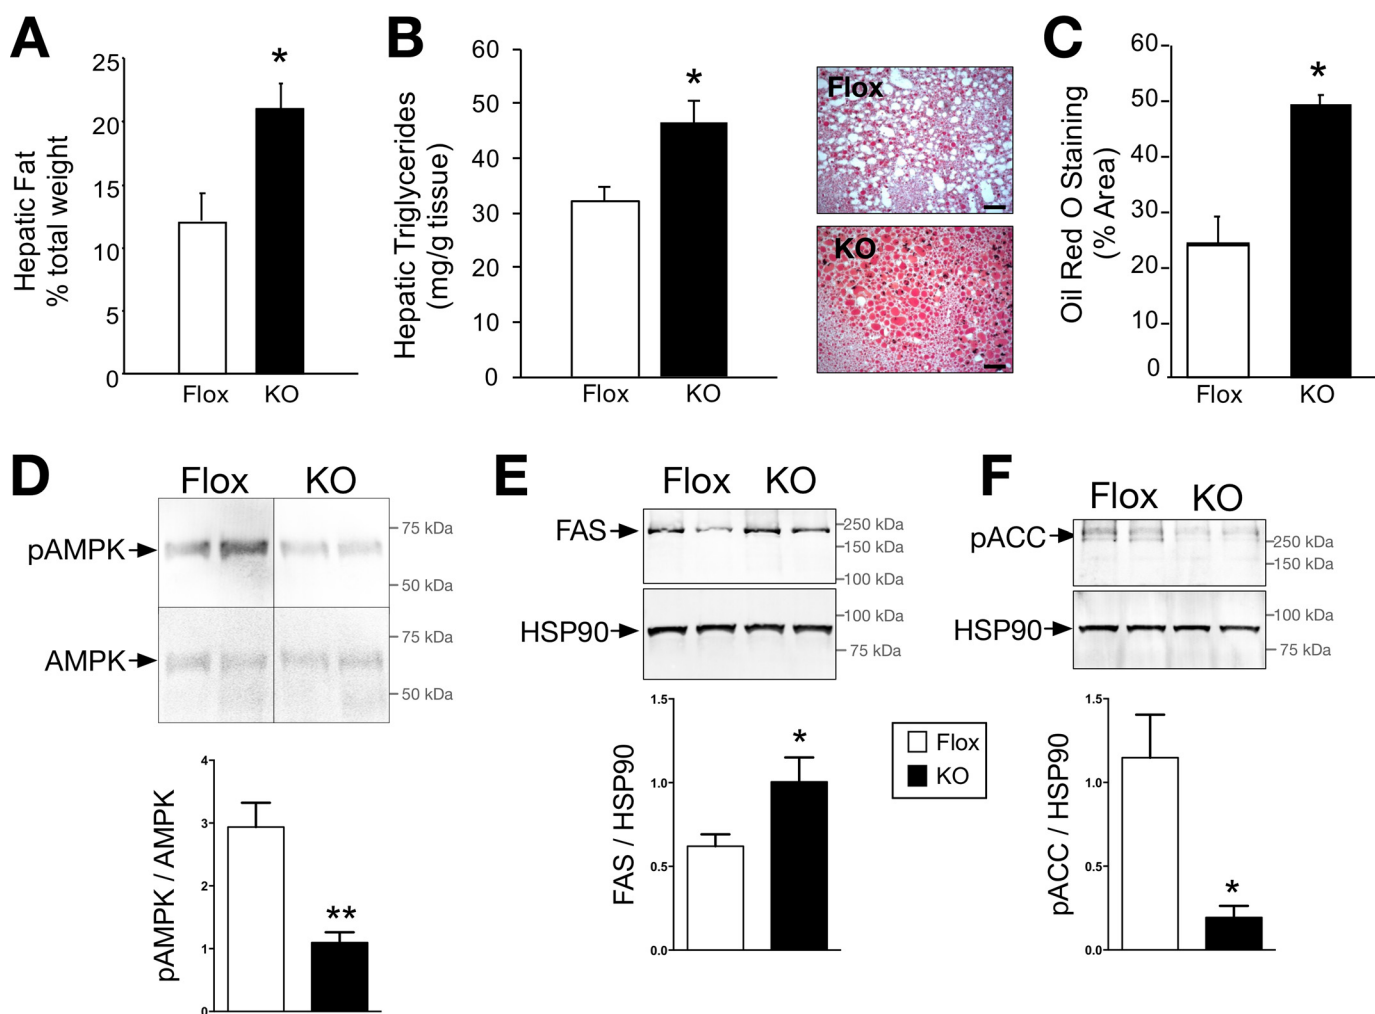 A
Hepatic Fat
% total weight
25
20
15
10
5
0
*
Flox KO
B
Hepatic Triglycerides
(mg/g tissue)
60
50
40
30
20
10
0
*
Flox KO
Flox
KO
C
Oil Red O Staining
(% Area)
60
50
40
30
20
10
0
*
Flox KO
D
Flox KO
pAMPK
75 kDa
50 kDa
AMPK
75 kDa
50 kDa
pAMPK / AMPK
4
3
2
1
0
**
E
Flox KO
FAS
250 kDa
150 kDa
100 kDa
HSP90
100 kDa
75 kDa
FAS / HSP90
1.5
1.0
0.5
0.0
*
Flox
KO
F
Flox KO
pACC
250 kDa
150 kDa
HSP90
100 kDa
75 kDa
pACC / HSP90
1.5
1.0
0.5
0.0
*